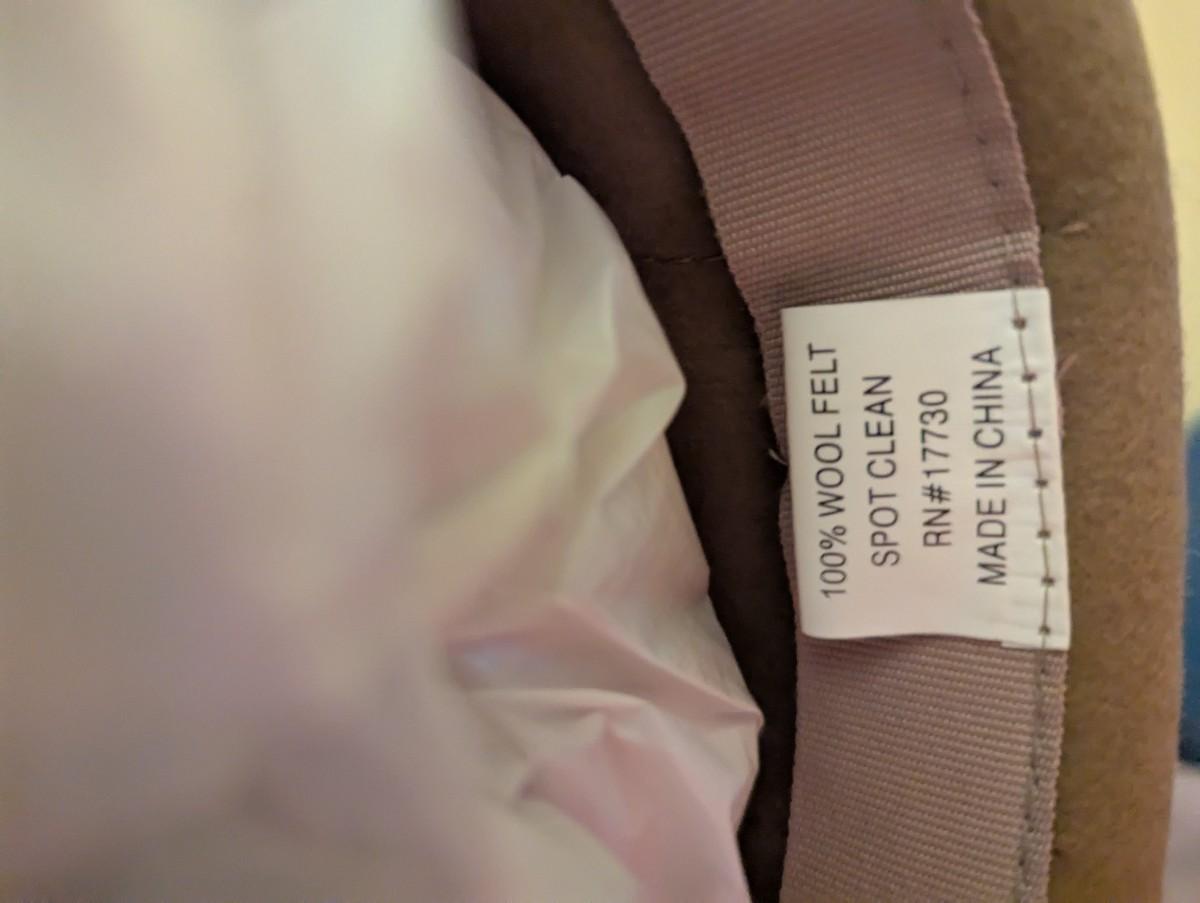 100% WOOL FELT
SPOT CLEAN
RN#17730
MADE IN CHINA